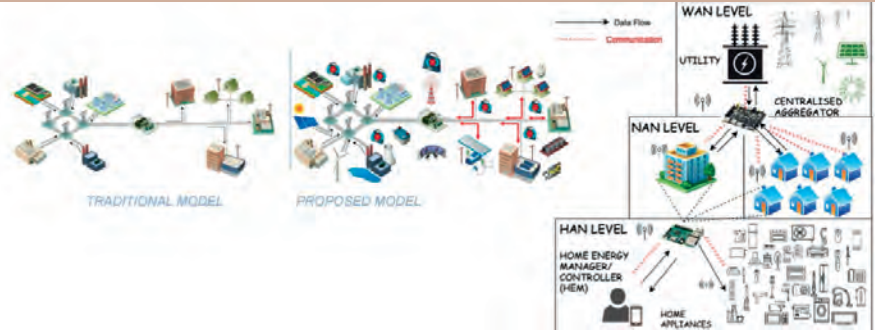 TRADITIONAL MODEL
PROPOSED MODEL
Data Flow
Communication
WAN LEVEL
UTILITY
CENTRALISED
AGGREGATOR
NAN LEVEL
HAN LEVEL
HOME ENERGY
MANAGER/
CONTROLLER
(HEM)
HOME
APPLIANCES